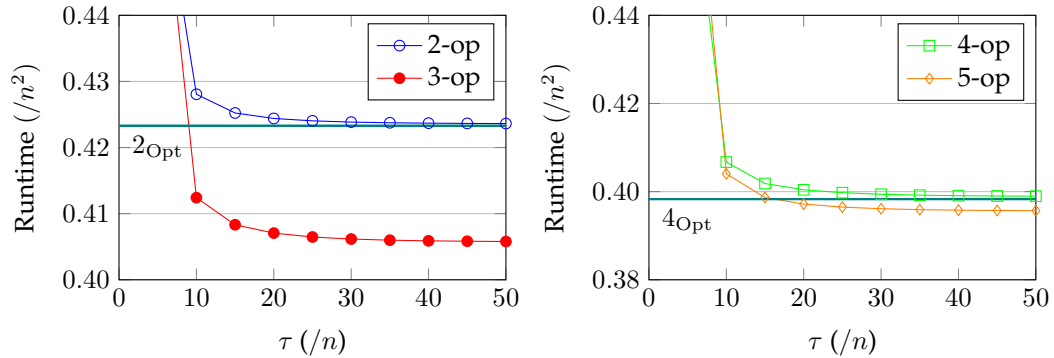 0.44
0.43
0.42
0.41
0.40
0 10 20 30 40 50
Runtime (/n²)
τ (/n)
2-op
3-op
2Opt
0.44
0.42
0.40
0.38
0 10 20 30 40 50
Runtime (/n²)
τ (/n)
4-op
5-op
4Opt